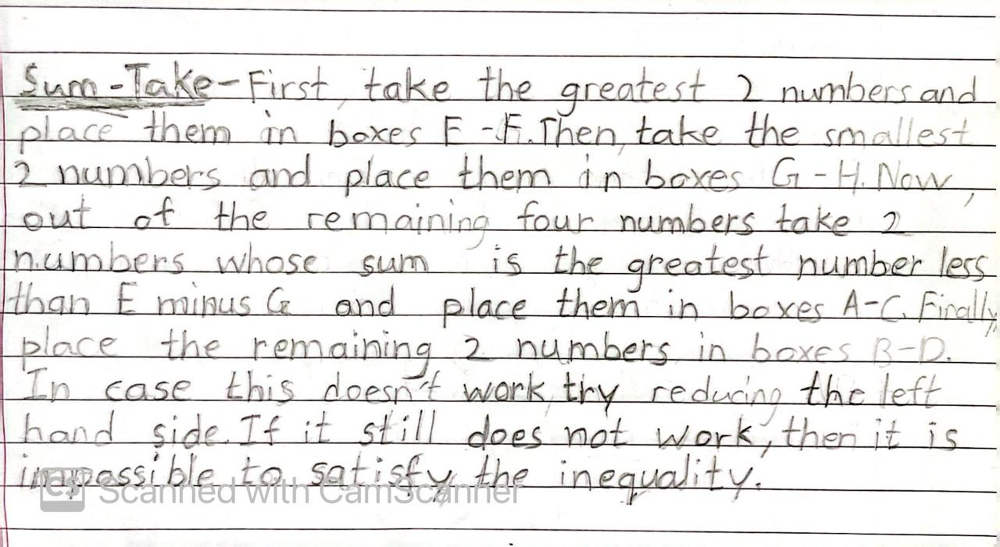 Sum-Take-First, take the greatest 2 numbers and
place them in boxes E-F. Then, take the smallest
2 numbers and place them in boxes G-H. Now,
out of the remaining four numbers take 2
numbers whose sum is the greatest number less
than E minus G and place them in boxes A-C. Finally,
place the remaining 2 numbers in boxes B-D.
In case this doesn't work, try reducing the left
hand side. If it still does not work, then it is
impossible to satisfy the inequality.
CS Scanned with CamScanner